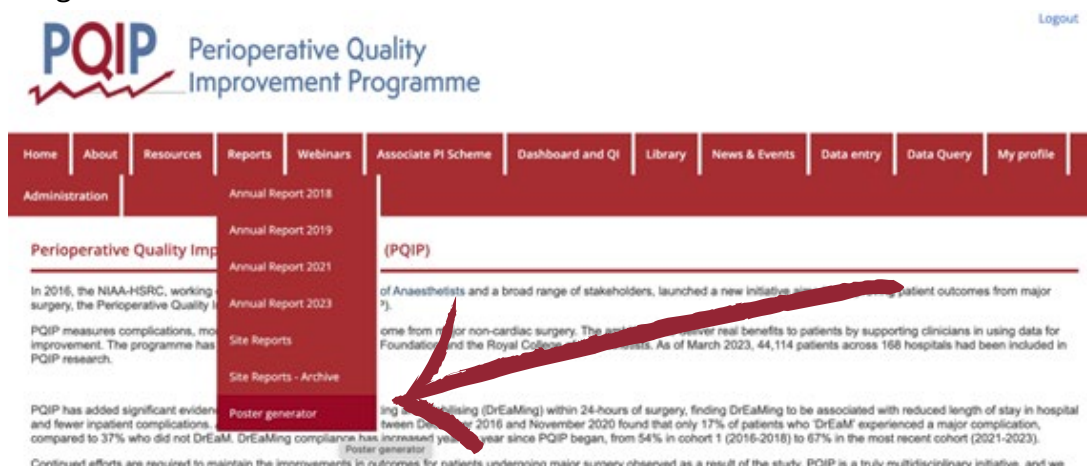 Logout
PQIP Perioperative Quality
Improvement Programme
Home About Resources Reports Webinars Associate PI Scheme Dashboard and QI Library News & Events Data entry Data Query My profile
Administration
Annual Report 2018
Annual Report 2019
Annual Report 2021
Annual Report 2023
Site Reports
Site Reports - Archive
Poster generator
Poster generator
Perioperative Quality Imp (PQIP)
In 2016, the NIAA-HSRC, working of Anaesthetists and a broad range of stakeholders, launched a new initiative patient outcomes from major
surgery, the Perioperative Quality
PQIP measures complications, ome from major non-cardiac surgery. The real benefits to patients by supporting clinicians in using data for
improvement. The programme has Foundation and the Royal College of As of March 2023, 44,114 patients across 168 hospitals had been included in
PQIP research.
PQIP has added significant (DrEaMing) within 24-hours of surgery, finding DrEaMing to be associated with reduced length of stay in hospital
and fewer inpatient complications. 2016 and November 2020 found that only 17% of patients who 'DrEaM' experienced a major complication,
compared to 37% who did not DrEaM. DrEaMing compliance has increased year since PQIP began, from 54% in cohort 1 (2016-2018) to 67% in the most recent cohort (2021-2023).
Continued efforts are required to maintain the improvements in outcomes for patients undergoing major surgery observed as a result of the study. PQIP is a truly multidisciplinary initiative, and we